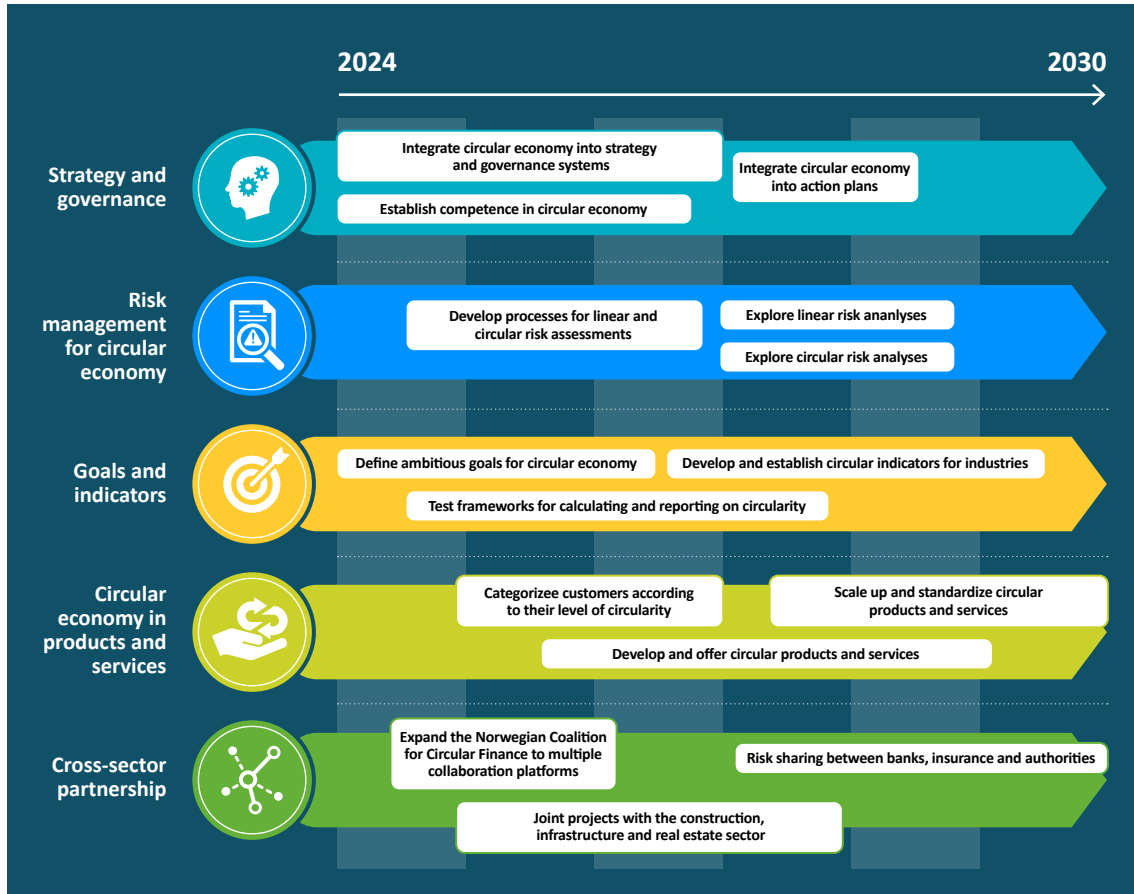 2024
2030
Strategy and
governance
Integrate circular economy into strategy
and governance systems
Establish competence in circular economy
Integrate circular economy
into action plans
Risk
management
for circular
economy
Develop processes for linear and
circular risk assessments
Explore linear risk ananlyses
Explore circular risk analyses
Goals and
indicators
Define ambitious goals for circular economy
Develop and establish circular indicators for industries
Test frameworks for calculating and reporting on circularity
Circular
economy in
products and
services
Categorizee customers according
to their level of circularity
Scale up and standardize circular
products and services
Develop and offer circular products and services
Cross-sector
partnership
Expand the Norwegian Coalition
for Circular Finance to multiple
collaboration platforms
Risk sharing between banks, insurance and authorities
Joint projects with the construction,
infrastructure and real estate sector